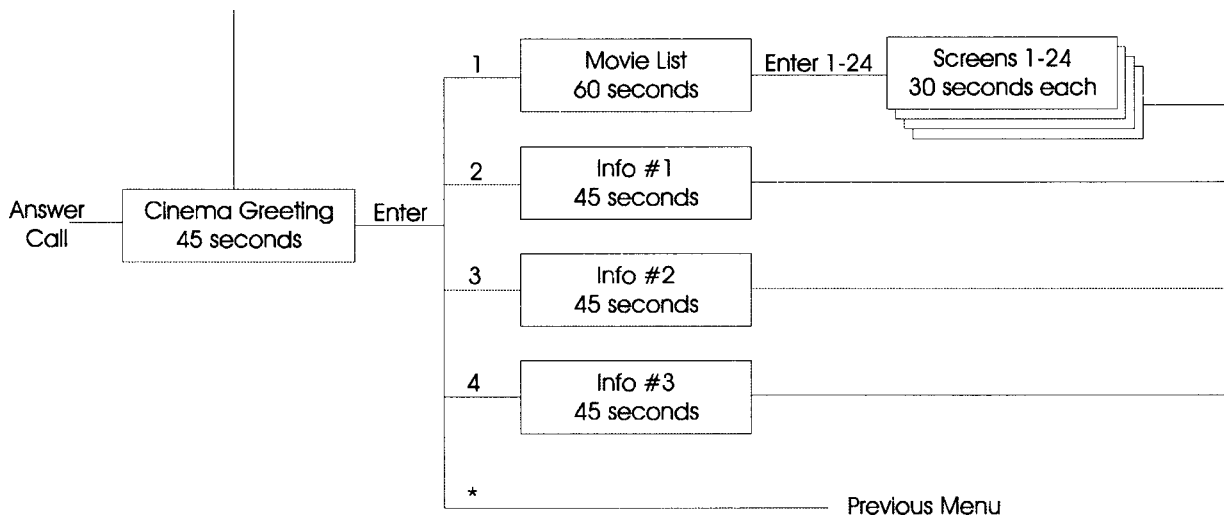 Answer
Call
Cinema Greeting
45 seconds
Enter
1
Movie List
60 seconds
Enter 1-24
Screens 1-24
30 seconds each
2
Info #1
45 seconds
3
Info #2
45 seconds
4
Info #3
45 seconds
*
Previous Menu